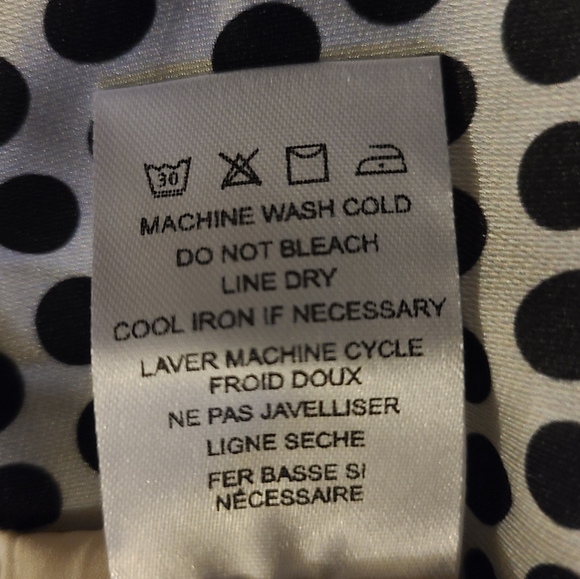 30
MACHINE WASH COLD
DO NOT BLEACH
LINE DRY
COOL IRON IF NECESSARY
LAVER MACHINE CYCLE
FROID DOUX
NE PAS JAVELLISER
LIGNE SECHE
FER BASSE SI
NÉCESSAIRE